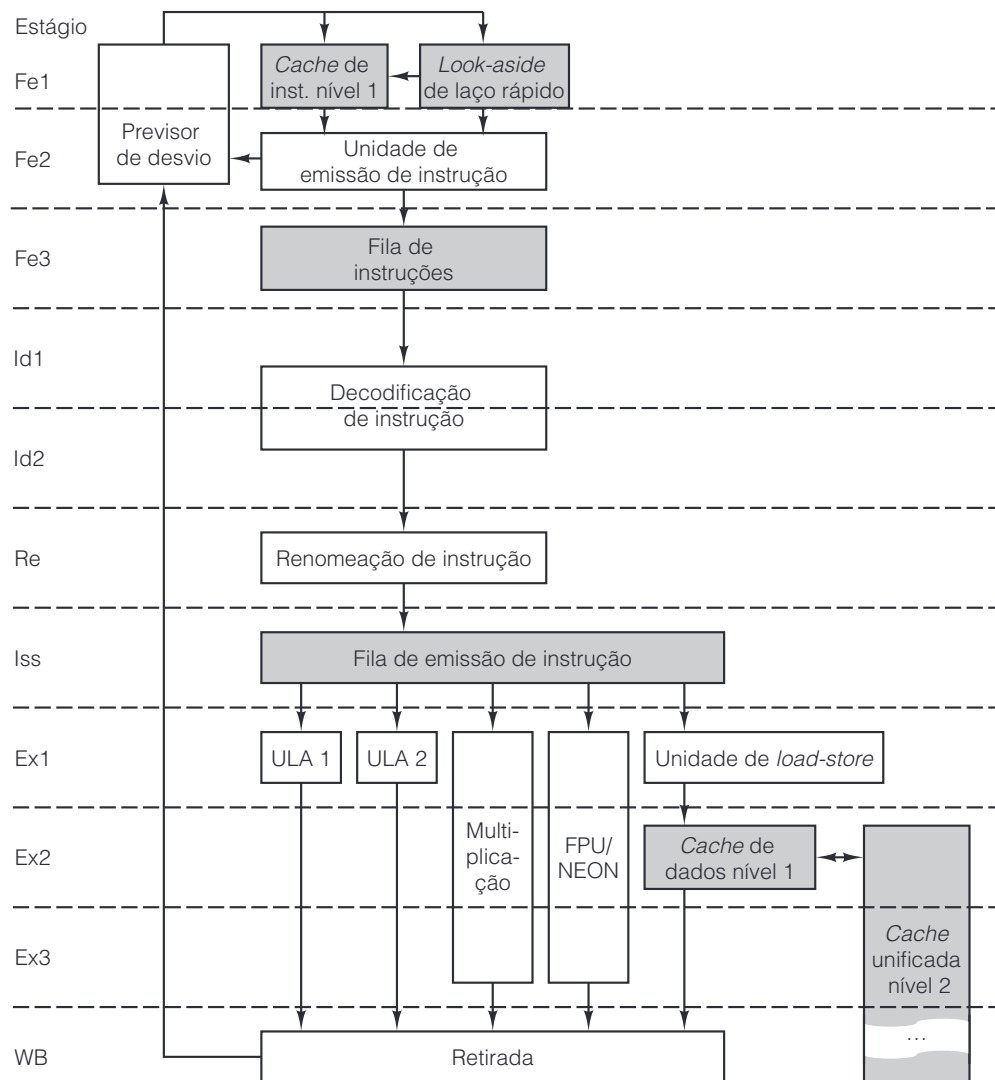 Estágio
Fe1
Cache de
inst. nível 1
Look-aside
de laço rápido
Previsor
de desvio
Fe2
Unidade de
emissão de instrução
Fe3
Fila de
instruções
Id1
Decodificação
de instrução
Id2
Re
Renomeação de instrução
Iss
Fila de emissão de instrução
Ex1
ULA 1
ULA 2
Unidade de load-store
Multi-
plica-
ção
FPU/
NEON
Ex2
Cache de
dados nível 1
Ex3
Cache
unificada
nível 2
...
WB
Retirada